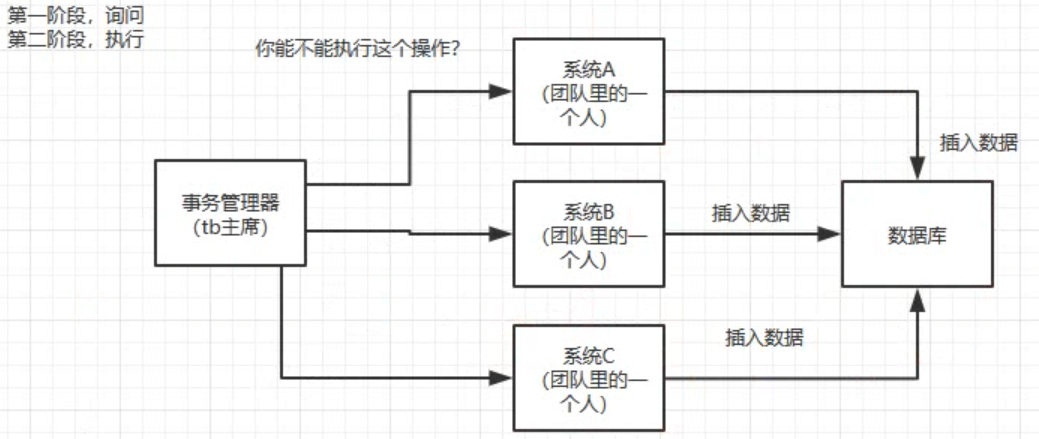 第一阶段，询问
第二阶段，执行
你能不能执行这个操作?
系统A
(团队里的一
个人)
插入数据
事务管理器
(tb主席)
系统B
(团队里的一
个人)
插入数据
数据库
系统C
(团队里的一
个人)
插入数据